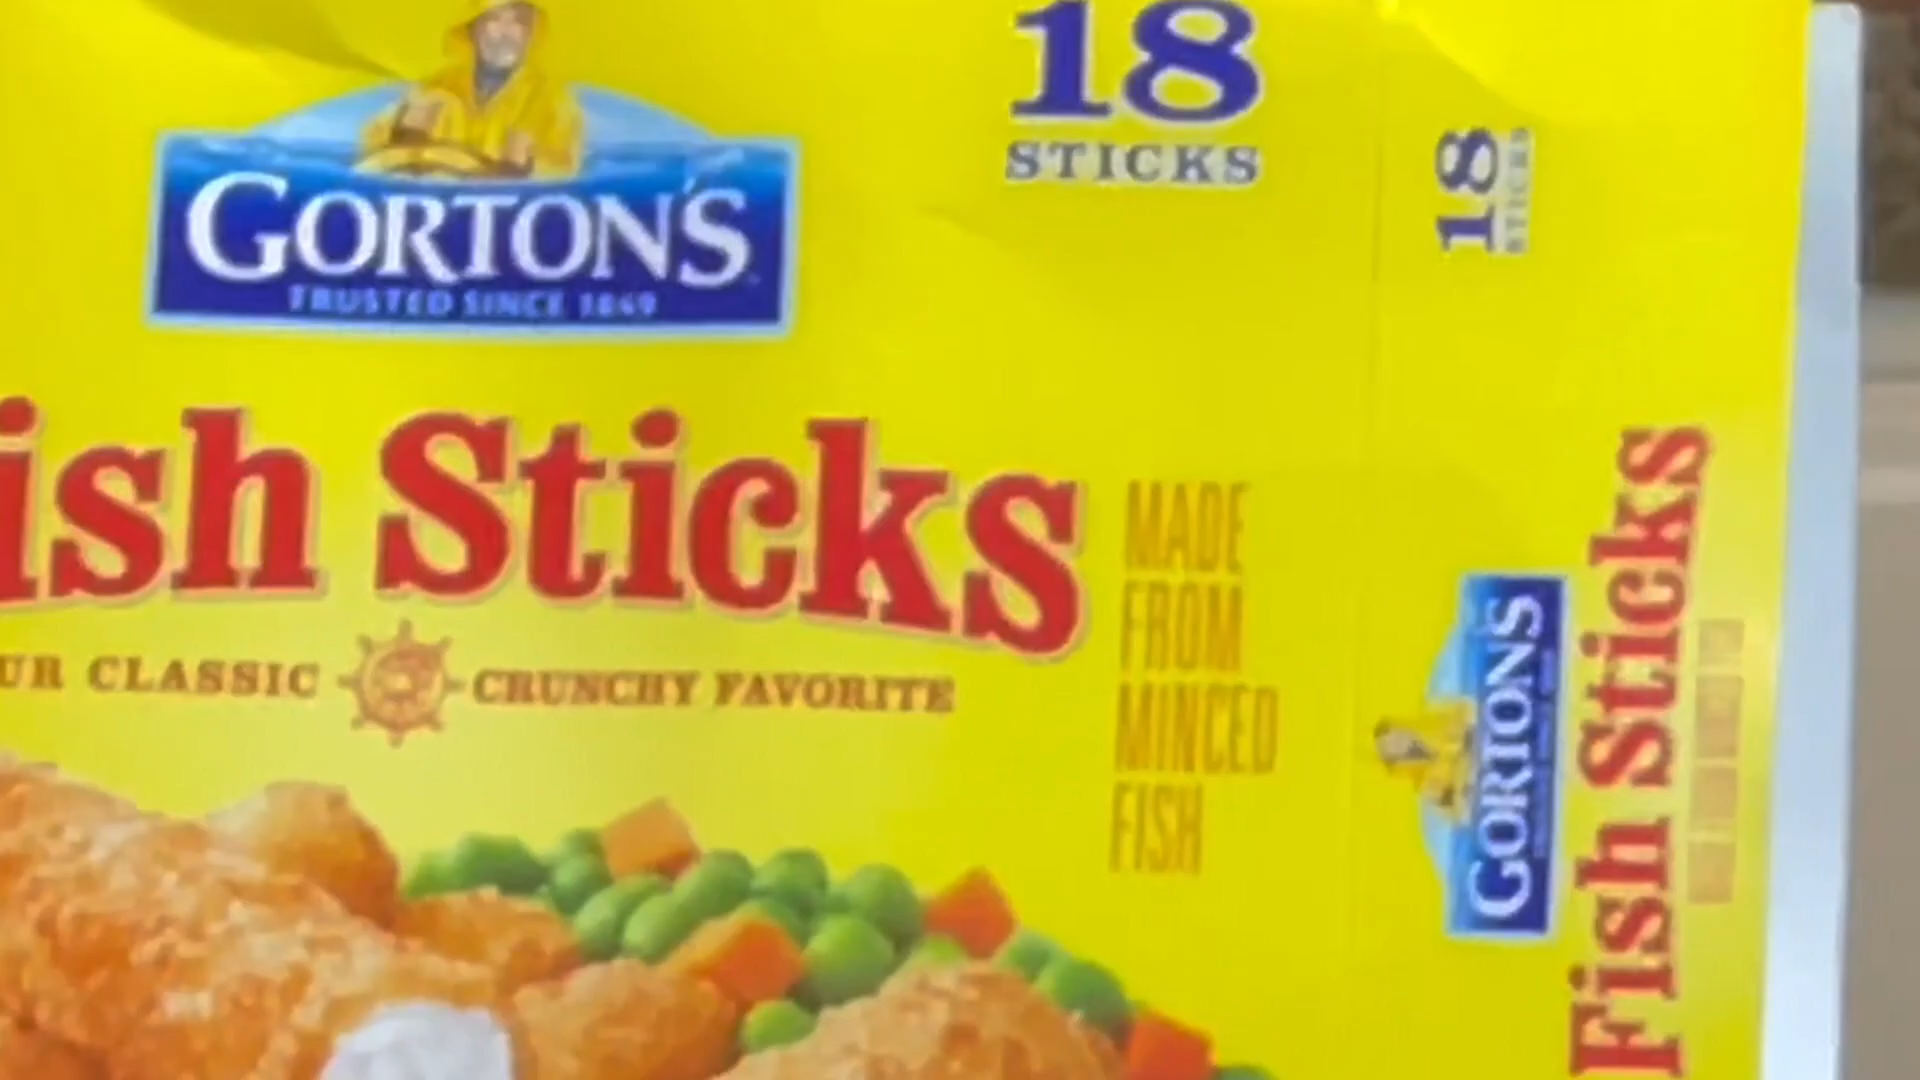 18
STICKS
GORTON'S
TRUSTED SINCE 1849
ish Sticks
UR CLASSIC CRUNCHY FAVORITE
MADE
FROM
MINCED
FISH
18
STICKS
GORTON'S
Fish Sticks